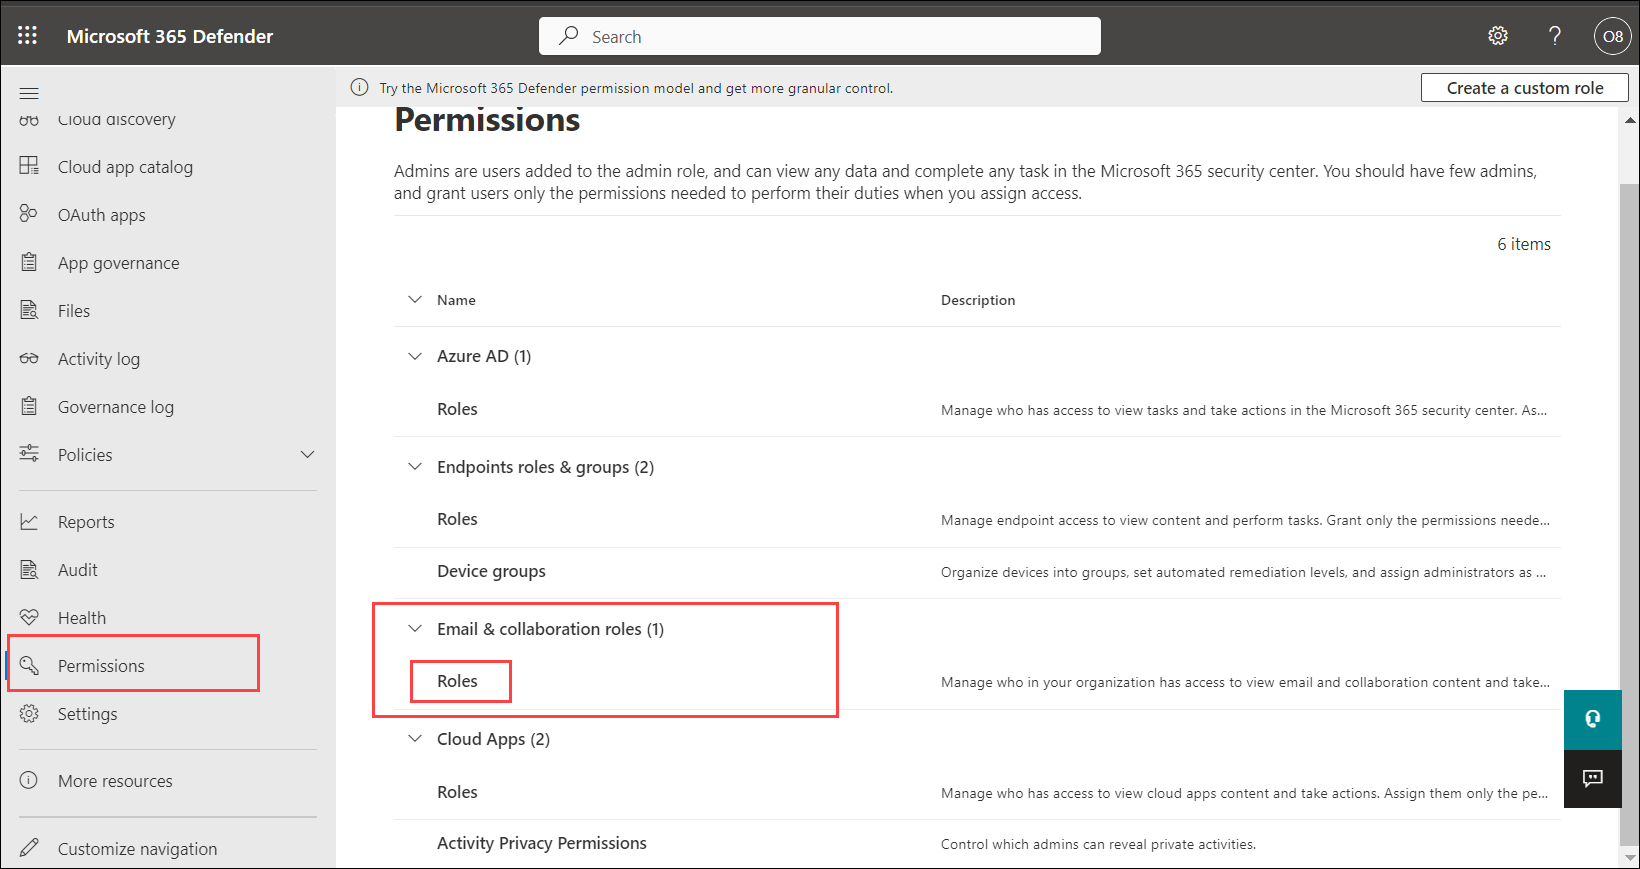 Microsoft 365 Defender
Search
O8
Try the Microsoft 365 Defender permission model and get more granular control.
Create a custom role
Cloud discovery
Cloud app catalog
OAuth apps
App governance
Files
Activity log
Governance log
Policies
Reports
Audit
Health
Permissions
Settings
More resources
Customize navigation
Permissions
Admins are users added to the admin role, and can view any data and complete any task in the Microsoft 365 security center. You should have few admins,
and grant users only the permissions needed to perform their duties when you assign access.
6 items
Name Description
Azure AD (1)
Roles Manage who has access to view tasks and take actions in the Microsoft 365 security center. As...
Endpoints roles & groups (2)
Roles Manage endpoint access to view content and perform tasks. Grant only the permissions neede...
Device groups Organize devices into groups, set automated remediation levels, and assign administrators as ...
Email & collaboration roles (1)
Roles Manage who in your organization has access to view email and collaboration content and take...
Cloud Apps (2)
Roles Manage who has access to view cloud apps content and take actions. Assign them only the pe...
Activity Privacy Permissions Control which admins can reveal private activities.